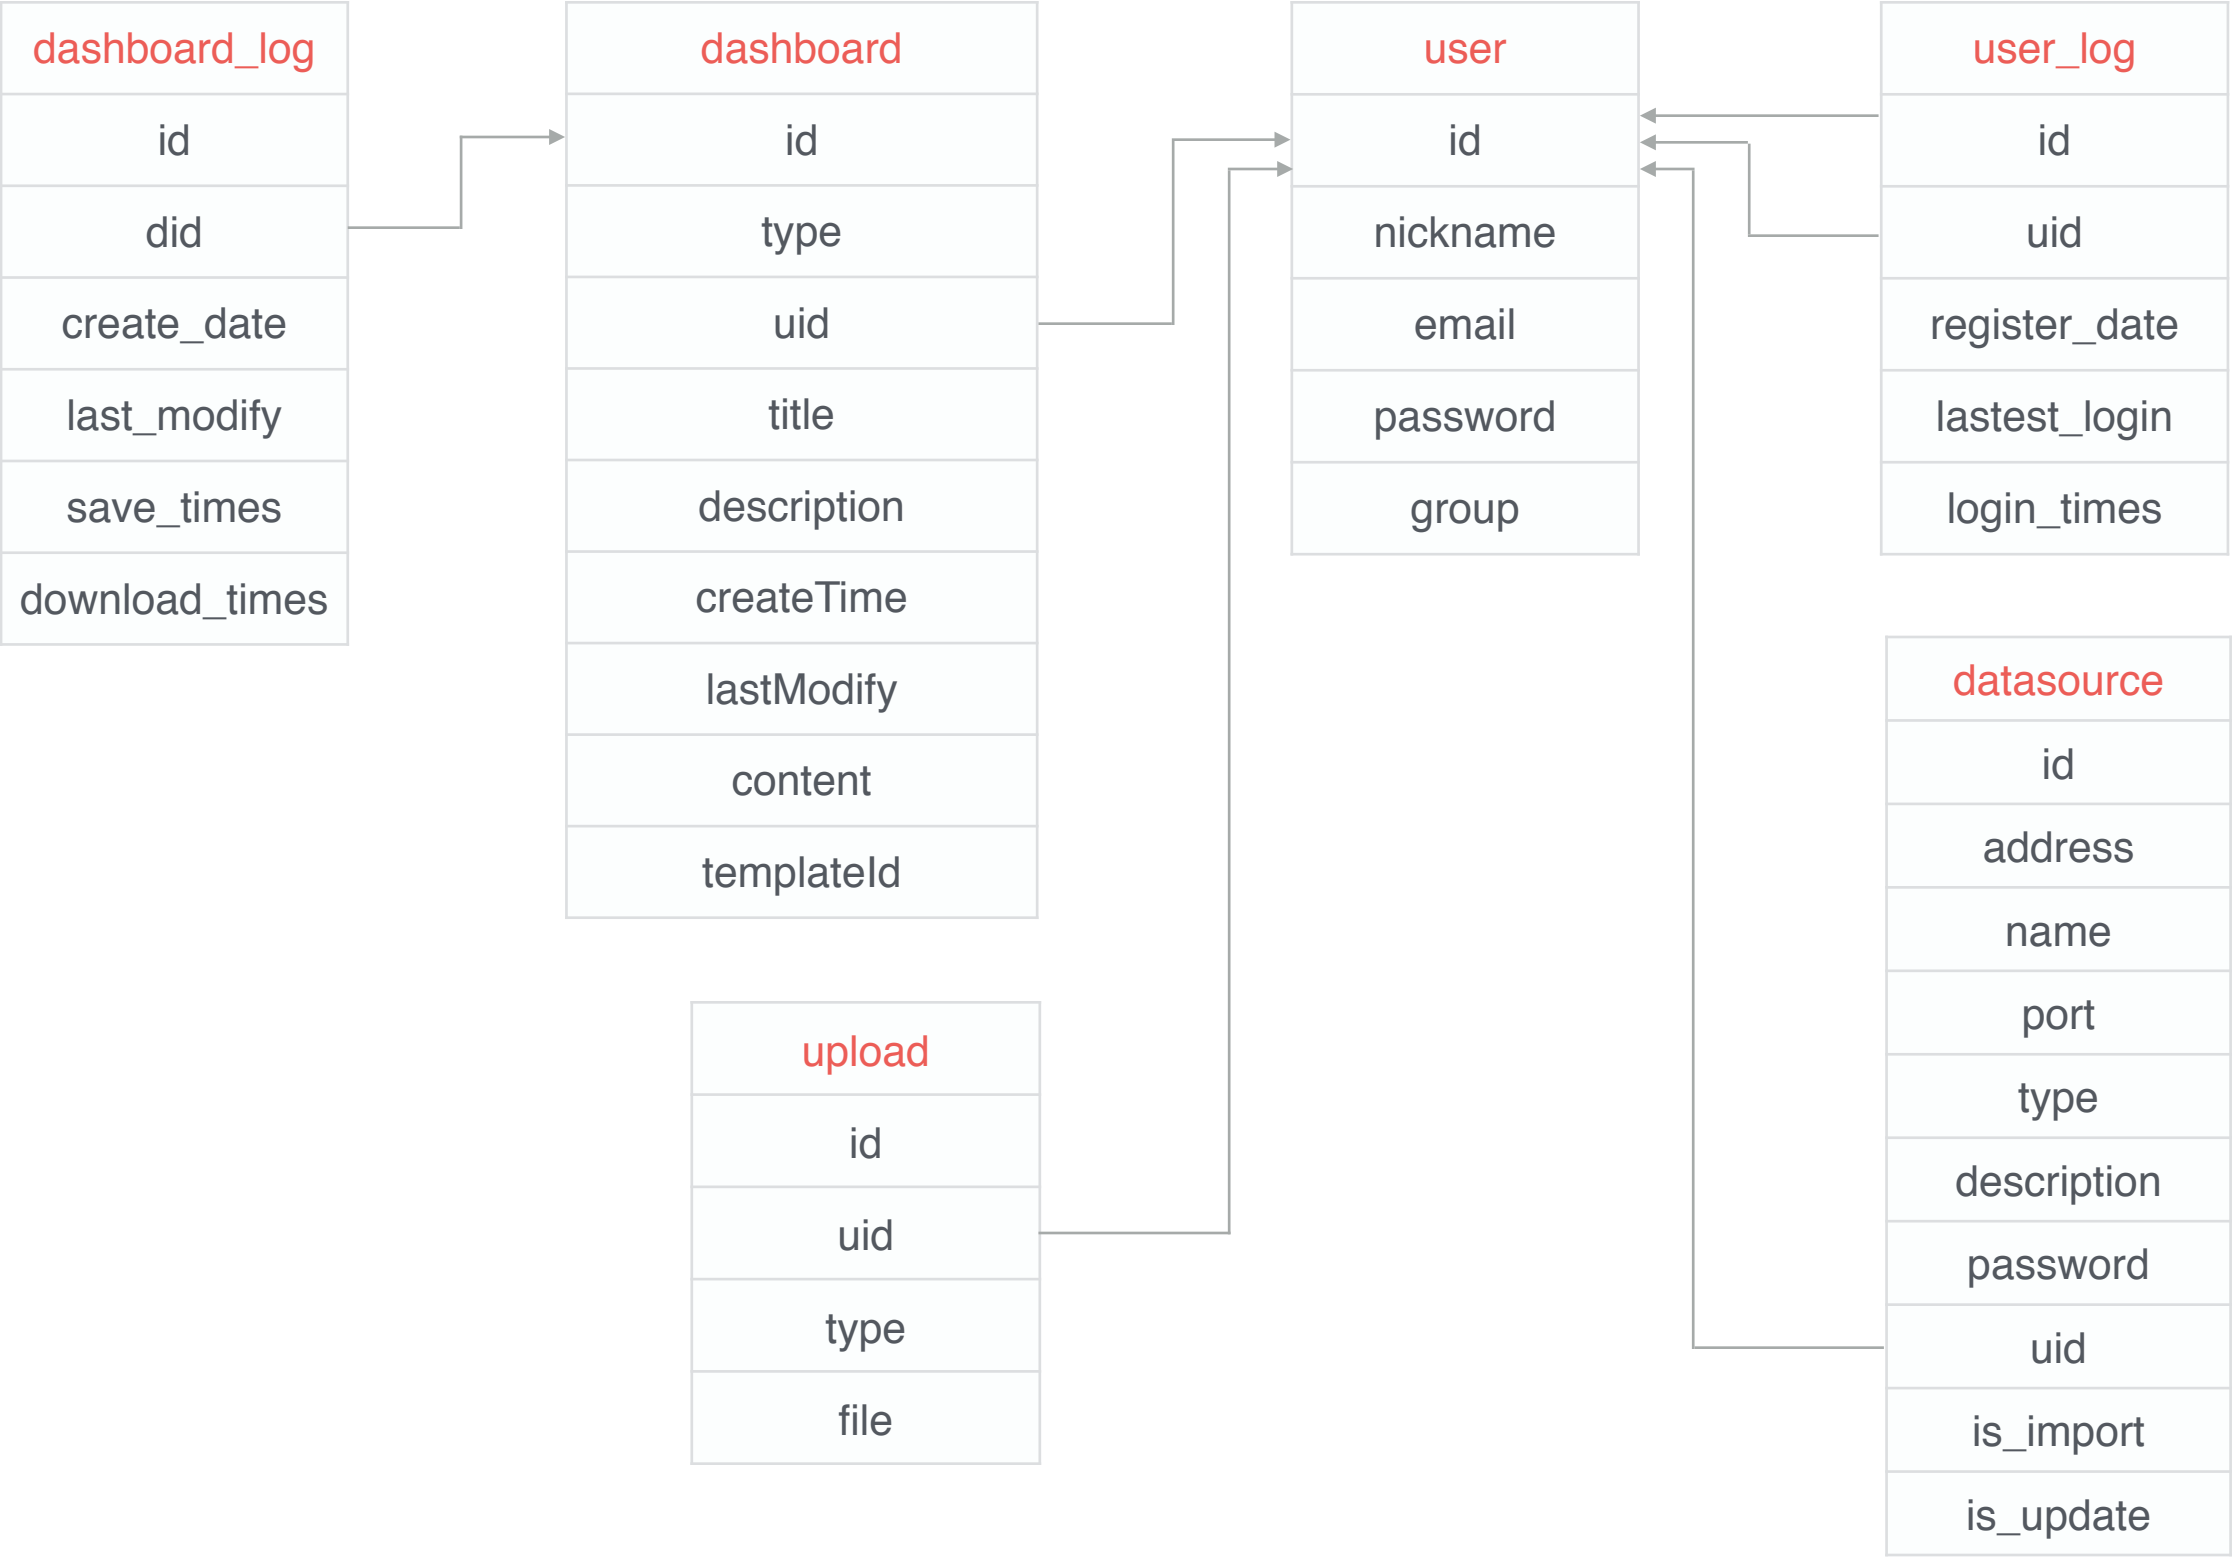 dashboard_log
id
did
create_date
last_modify
save_times
download_times
dashboard
id
type
uid
title
description
createTime
lastModify
content
templateId
upload
id
uid
type
file
user
id
nickname
email
password
group
user_log
id
uid
register_date
lastest_login
login_times
datasource
id
address
name
port
type
description
password
uid
is_import
is_update